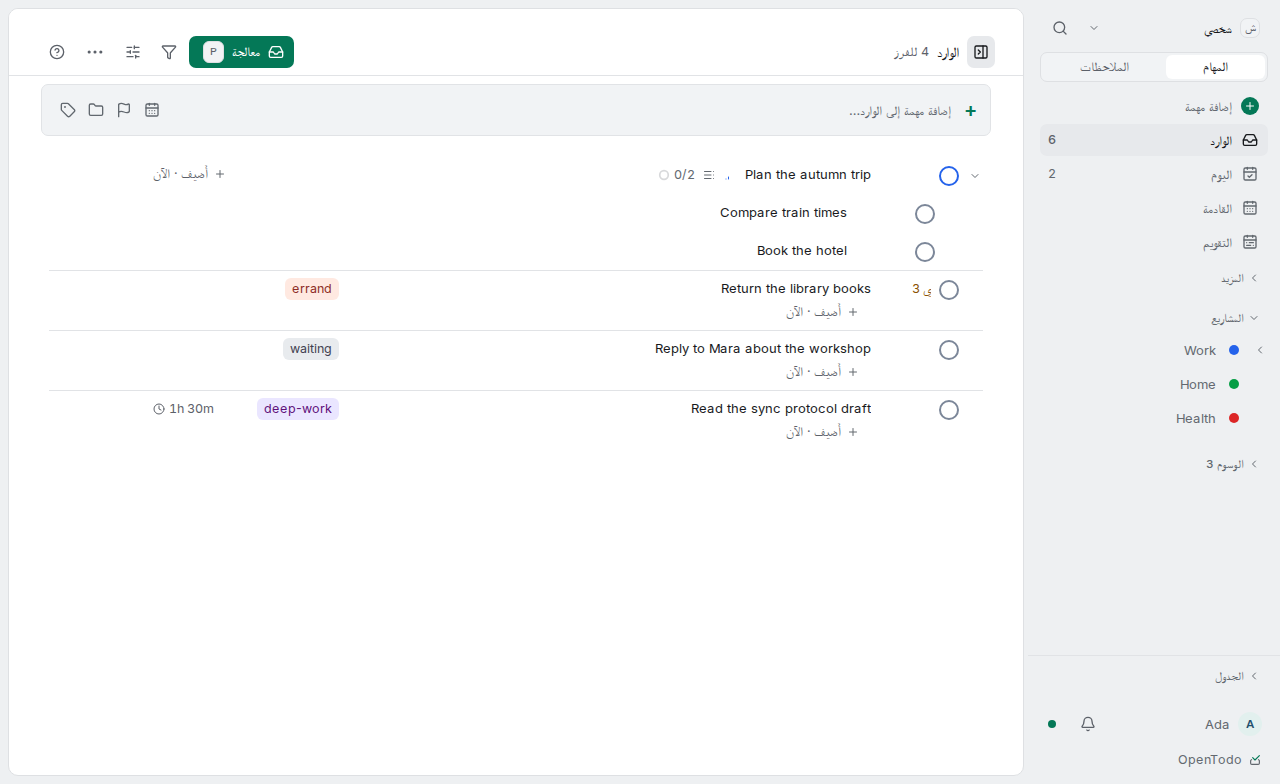 ش شخصي
المهام
الملاحظات
إضافة مهمة
الوارد 6
اليوم 2
القادمة
التقويم
المزيد
المشاريع
Work
Home
Health
الوسوم 3
الجدول
A Ada
OpenTodo
الوارد 4 للفرز
معالجة P
إضافة مهمة إلى الوارد...
Plan the autumn trip 0/2
أضيف · الآن
Compare train times
Book the hotel
Return the library books errand
أضيف · الآن
Reply to Mara about the workshop waiting
أضيف · الآن
Read the sync protocol draft deep-work 1h 30m
أضيف · الآن